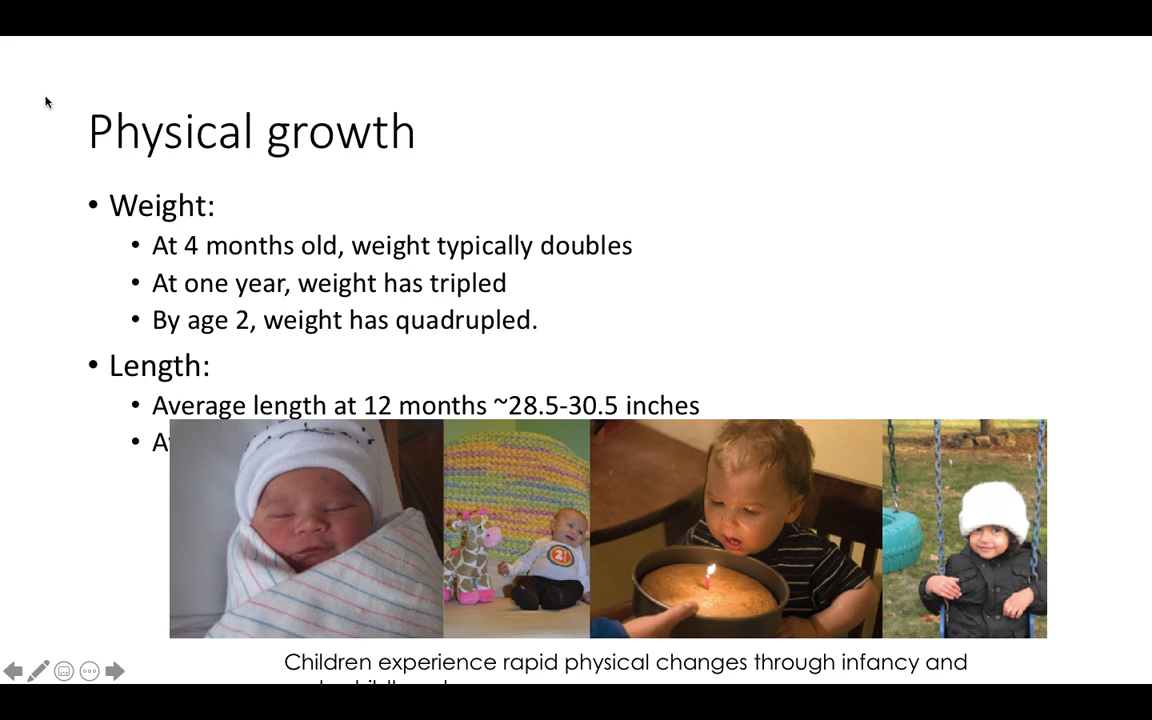 Physical growth
• Weight:
• At 4 months old, weight typically doubles
• At one year, weight has tripled
• By age 2, weight has quadrupled.
• Length:
• Average length at 12 months ~28.5-30.5 inches
Children experience rapid physical changes through infancy and